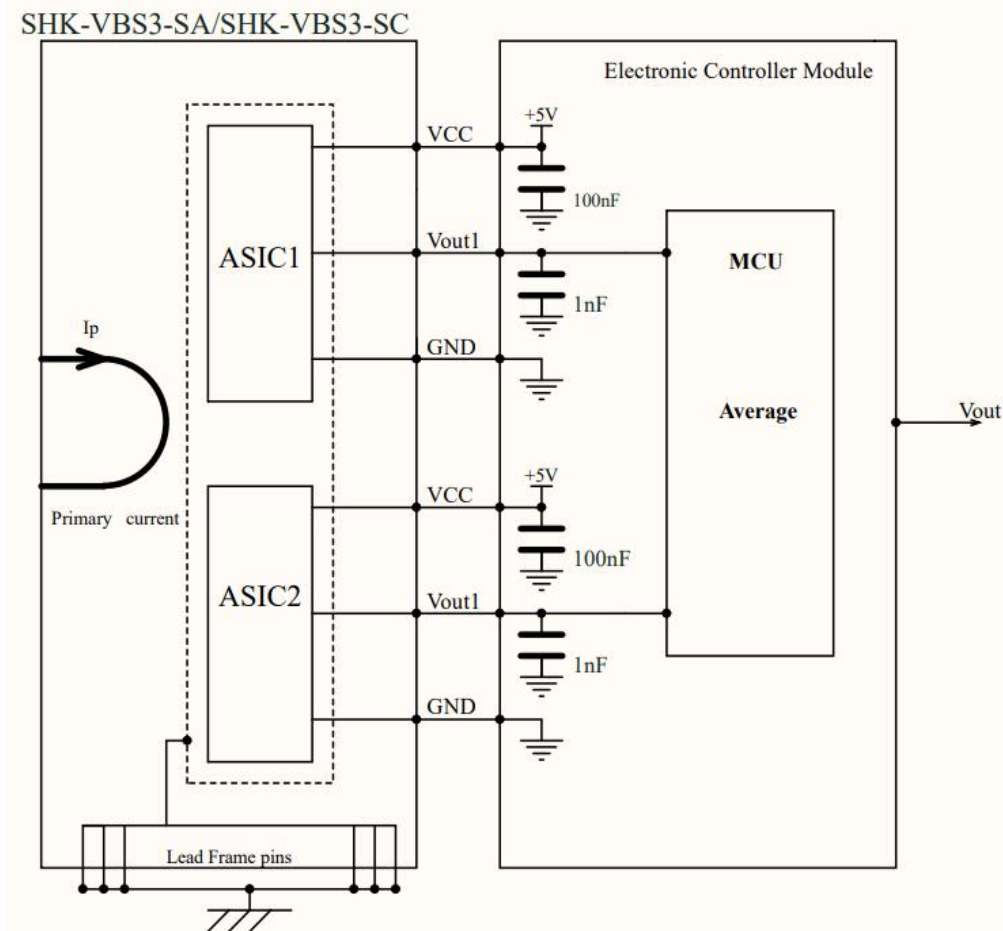 SHK-VBS3-SA/SHK-VBS3-SC
Electronic Controller Module
+5V
VCC
100nF
ASIC1
Vout1
MCU
1nF
Ip
GND
Average
Vout
+5V
VCC
Primary current
100nF
ASIC2
Vout1
1nF
GND
Lead Frame pins